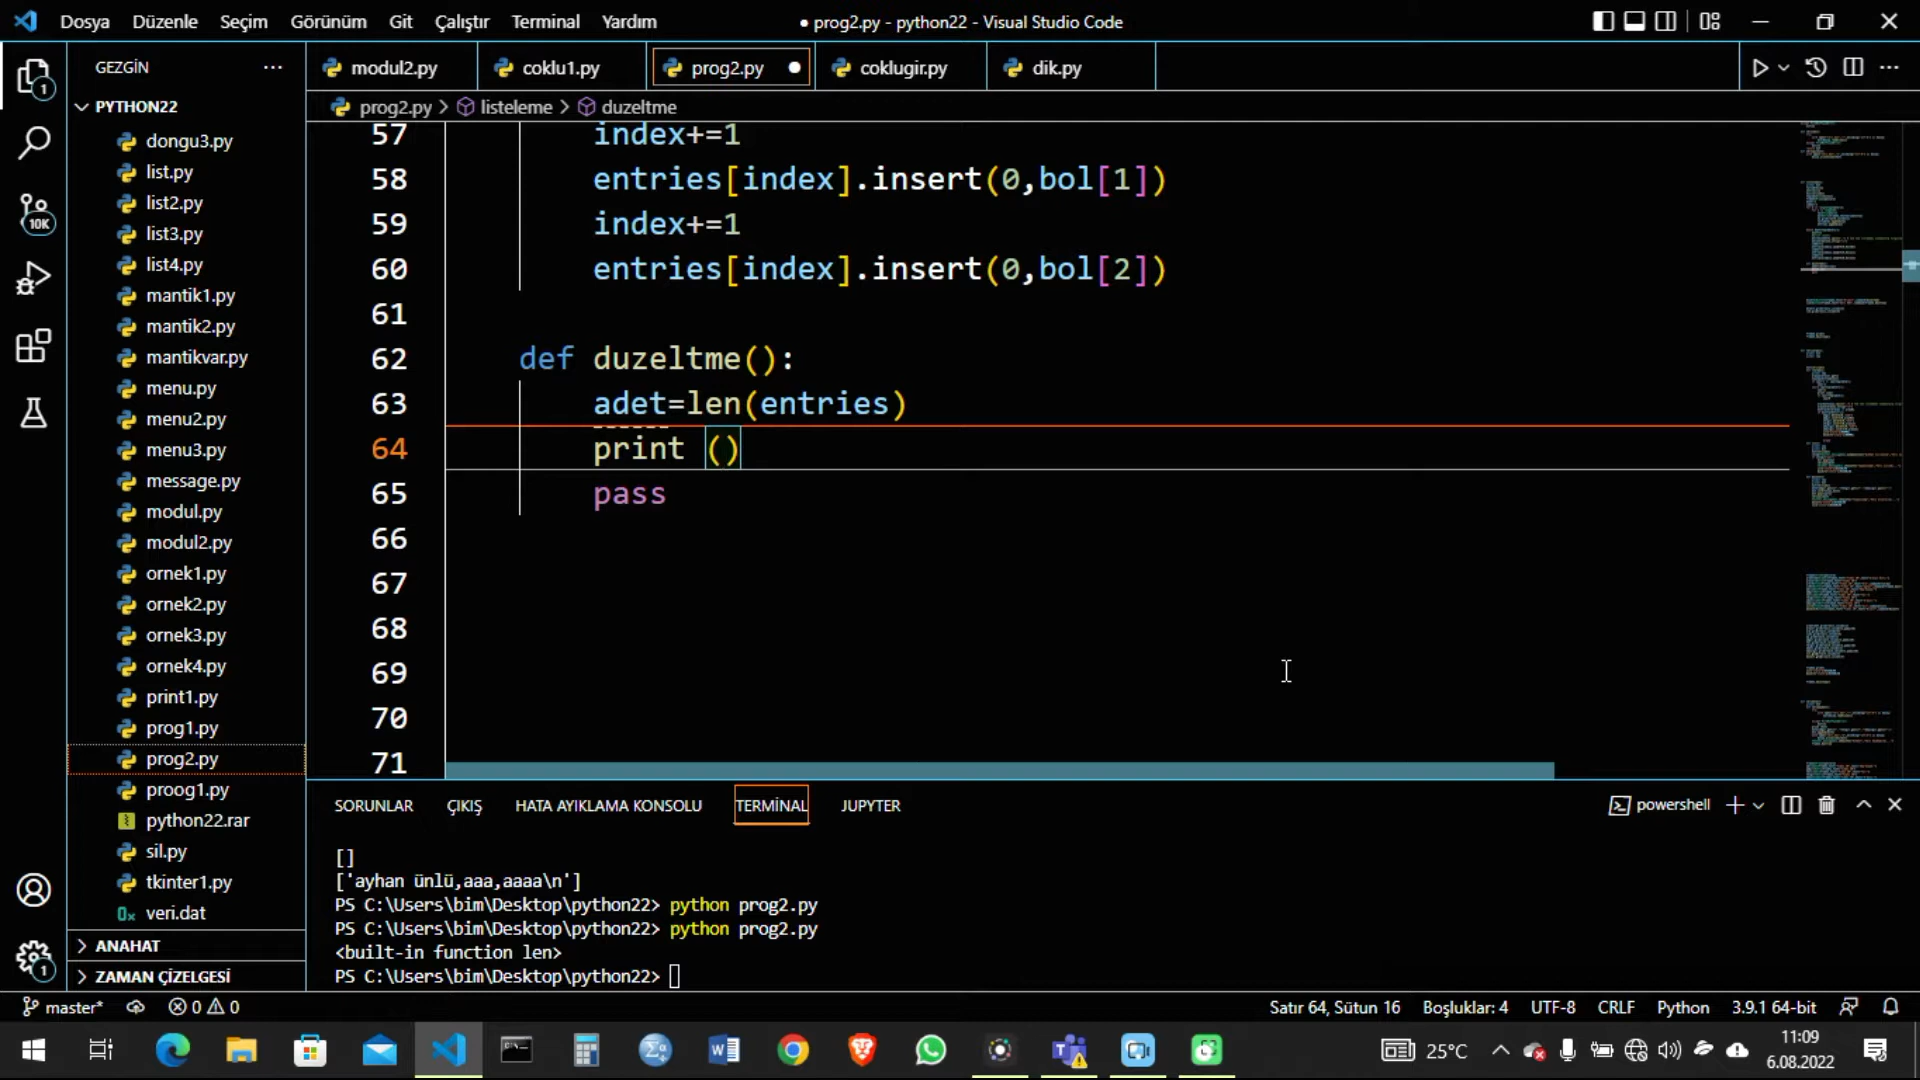 Dosya Düzenle Seçim Görünüm Git Çalıştır Terminal Yardım
● prog2.py - python22 - Visual Studio Code
GEZGİN
modul2.py
coklu1.py
prog2.py
coklugir.py
dik.py
prog2.py > listeleme > duzeltme
1
10K
1
PYTHON22
dongu3.py
list.py
list2.py
list3.py
list4.py
mantik1.py
mantik2.py
mantikvar.py
menu.py
menu2.py
menu3.py
message.py
modul.py
modul2.py
ornek1.py
ornek2.py
ornek3.py
ornek4.py
print1.py
prog1.py
prog2.py
proog1.py
python22.rar
sil.py
tkinter1.py
veri.dat
ANAHAT
ZAMAN ÇİZELGESİ
57 index+=1
58 entries[index].insert(0,bol[1])
59 index+=1
60 entries[index].insert(0,bol[2])
61
62 def duzeltme():
63 adet=len(entries)
64 print ()
65 pass
66
67
68
69
70
71
SORUNLAR ÇIKIŞ HATA AYIKLAMA KONSOLU TERMİNAL JUPYTER
powershell
[]
['ayhan ünlü,aaa,aaaa\n']
PS C:\Users\bim\Desktop\python22> python prog2.py
PS C:\Users\bim\Desktop\python22> python prog2.py
<built-in function len>
PS C:\Users\bim\Desktop\python22>
master* 0 0
Satır 64, Sütun 16 Boşluklar: 4 UTF-8 CRLF Python 3.9.1 64-bit
25°C
11:09
6.08.2022